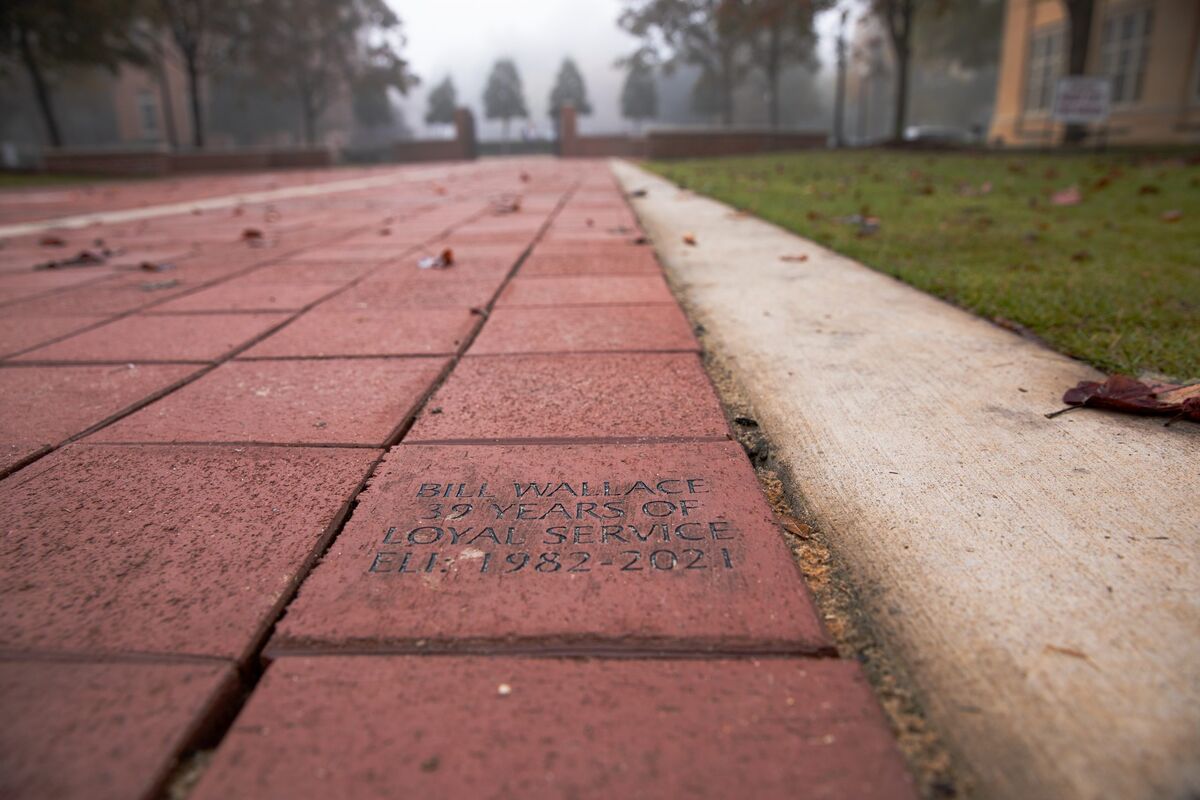 BILL WALLACE
39 YEARS OF
LOYAL SERVICE
ELI: 1982-2021